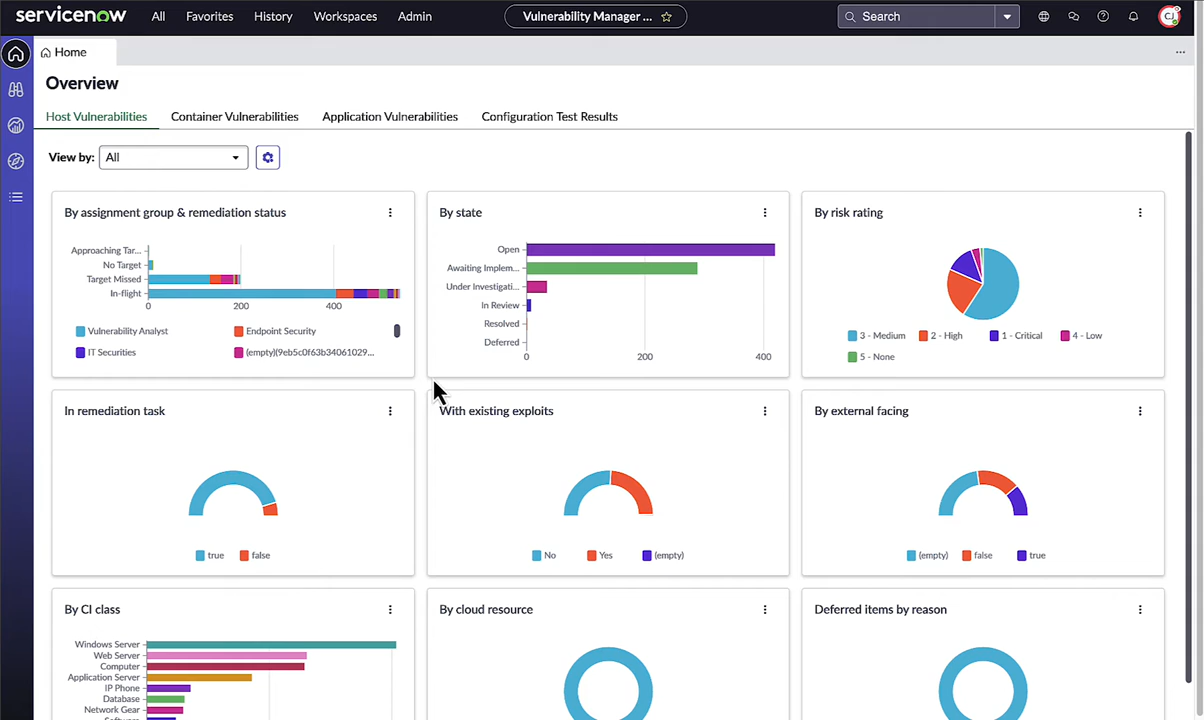 servicenow All Favorites History Workspaces Admin Vulnerability Manager ... Search CJ
Home
Overview
Host Vulnerabilities Container Vulnerabilities Application Vulnerabilities Configuration Test Results
View by: All
By assignment group & remediation status
Approaching Tar...
No Target
Target Missed
In-flight
0 200 400
Vulnerability Analyst Endpoint Security
IT Securities (empty)(9eb5c0f63b34061029...
By state
Open
Awaiting Implem...
Under Investigati...
In Review
Resolved
Deferred
0 200 400
By risk rating
3 - Medium 2 - High 1 - Critical 4 - Low
5 - None
In remediation task
true false
With existing exploits
No Yes (empty)
By external facing
(empty) false true
By CI class
Windows Server
Web Server
Computer
Application Server
IP Phone
Database
Network Gear
By cloud resource
Deferred items by reason